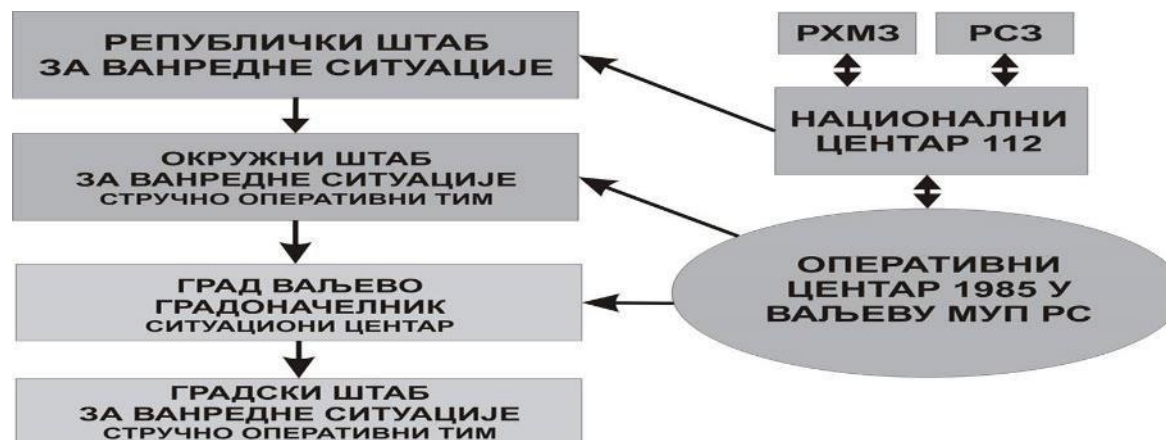 РЕПУБЛИЧКИ ШТАБ
ЗА ВАНРЕДНЕ СИТУАЦИЈЕ
ОКРУЖНИ ШТАБ
ЗА ВАНРЕДНЕ СИТУАЦИЈЕ
СТРУЧНО ОПЕРАТИВНИ ТИМ
ГРАД ВАЉЕВО
ГРАДОНАЧЕЛНИК
СИТУАЦИОНИ ЦЕНТАР
ГРАДСКИ ШТАБ
ЗА ВАНРЕДНЕ СИТУАЦИЈЕ
СТРУЧНО ОПЕРАТИВНИ ТИМ
РХМЗ
РСЗ
НАЦИОНАЛНИ
ЦЕНТАР 112
ОПЕРАТИВНИ
ЦЕНТАР 1985 У
ВАЉЕВУ МУП РС